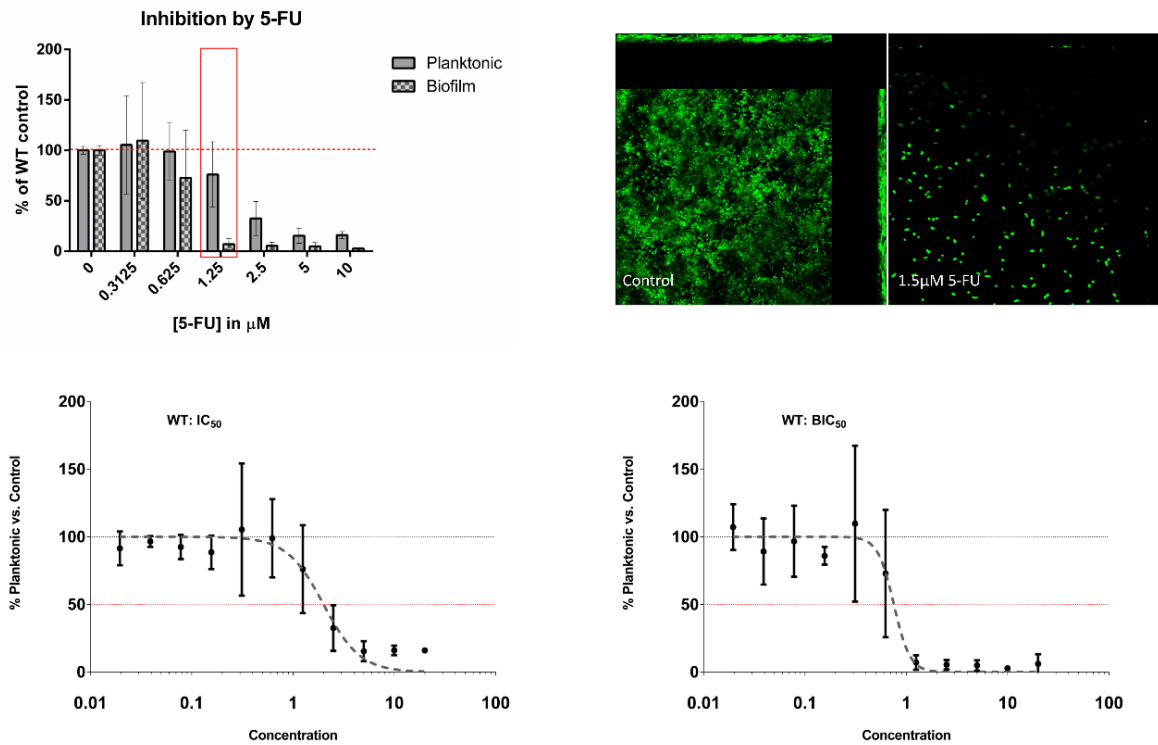 Inhibition by 5-FU
200
150
100
50
0
% of WT control
Planktonic
Biofilm
0
0.3125
0.625
1.25
2.5
5
10
[5-FU] in μM
Control
1.5μM 5-FU
200
150
100
50
0
% Planktonic vs. Control
WT: IC50
0.01
0.1
1
10
100
Concentration
200
150
100
50
0
% Planktonic vs. Control
WT: BIC50
0.01
0.1
1
10
100
Concentration